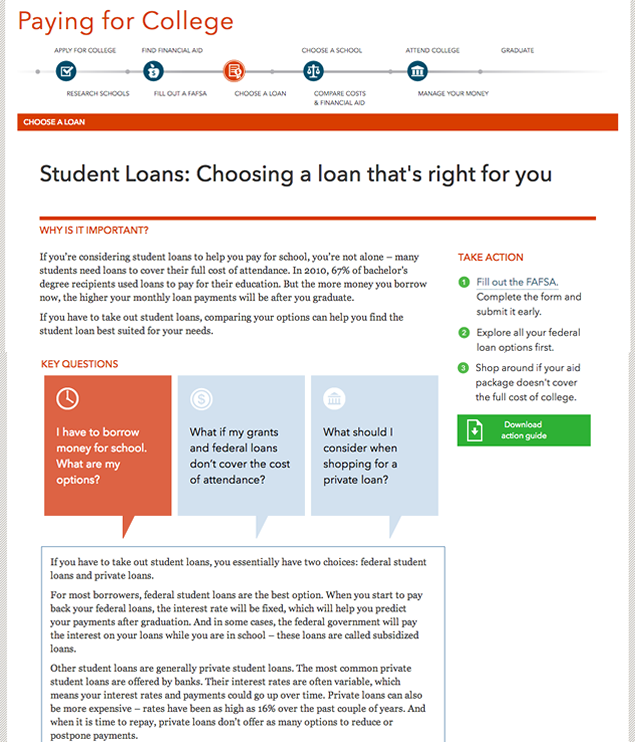 Paying for College
APPLY FOR COLLEGE
FIND FINANCIAL AID
CHOOSE A SCHOOL
ATTEND COLLEGE
GRADUATE
RESEARCH SCHOOLS
FILL OUT A FAFSA
CHOOSE A LOAN
COMPARE COSTS
& FINANCIAL AID
MANAGE YOUR MONEY
CHOOSE A LOAN
Student Loans: Choosing a loan that's right for you
WHY IS IT IMPORTANT?
If you're considering student loans to help you pay for school, you're not alone – many
students need loans to cover their full cost of attendance. In 2010, 67% of bachelor's
degree recipients used loans to pay for their education. But the more money you borrow
now, the higher your monthly loan payments will be after you graduate.
If you have to take out student loans, comparing your options can help you find the
student loan best suited for your needs.
TAKE ACTION
1 Fill out the FAFSA.
Complete the form and
submit it early.
2 Explore all your federal
loan options first.
3 Shop around if your aid
package doesn't cover
the full cost of college.
Download
action guide
KEY QUESTIONS
I have to borrow
money for school.
What are my
options?
$
What if my grants
and federal loans
don't cover the cost
of attendance?
What should I
consider when
shopping for a
private loan?
If you have to take out student loans, you essentially have two choices: federal student
loans and private loans.
For most borrowers, federal student loans are the best option. When you start to pay
back your federal loans, the interest rate will be fixed, which will help you predict
your payments after graduation. And in some cases, the federal government will pay
the interest on your loans while you are in school – these loans are called subsidized
loans.
Other student loans are generally private student loans. The most common private
student loans are offered by banks. Their interest rates are often variable, which
means your interest rates and payments could go up over time. Private loans can also
be more expensive – rates have been as high as 16% over the past couple of years. And
when it is time to repay, private loans don't offer as many options to reduce or
postpone payments.